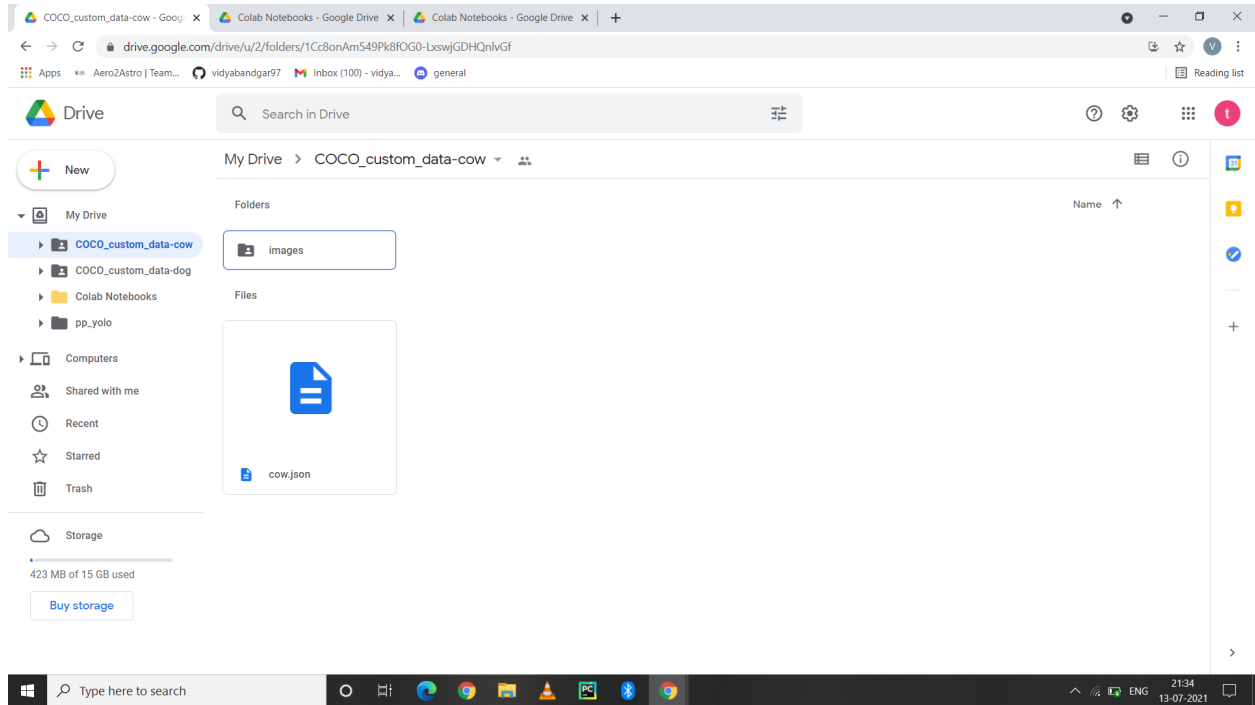 COCO_custom_data-cow - Googl
Colab Notebooks - Google Drive
Colab Notebooks - Google Drive
drive.google.com/drive/u/2/folders/1Cc8onAm549Pk8fOG0-LxswjGDHQnlvGf
V
Apps
Aero2Astro | Team...
vidyabandgar97
Inbox (100) - vidya...
general
Reading list
Drive
Search in Drive
t
New
My Drive > COCO_custom_data-cow
31
My Drive
COCO_custom_data-cow
COCO_custom_data-dog
Colab Notebooks
pp_yolo
Computers
Shared with me
Recent
Starred
Trash
Storage
423 MB of 15 GB used
Buy storage
Folders
Name
images
Files
cow.json
Type here to search
PC
ENG
21:34
13-07-2021